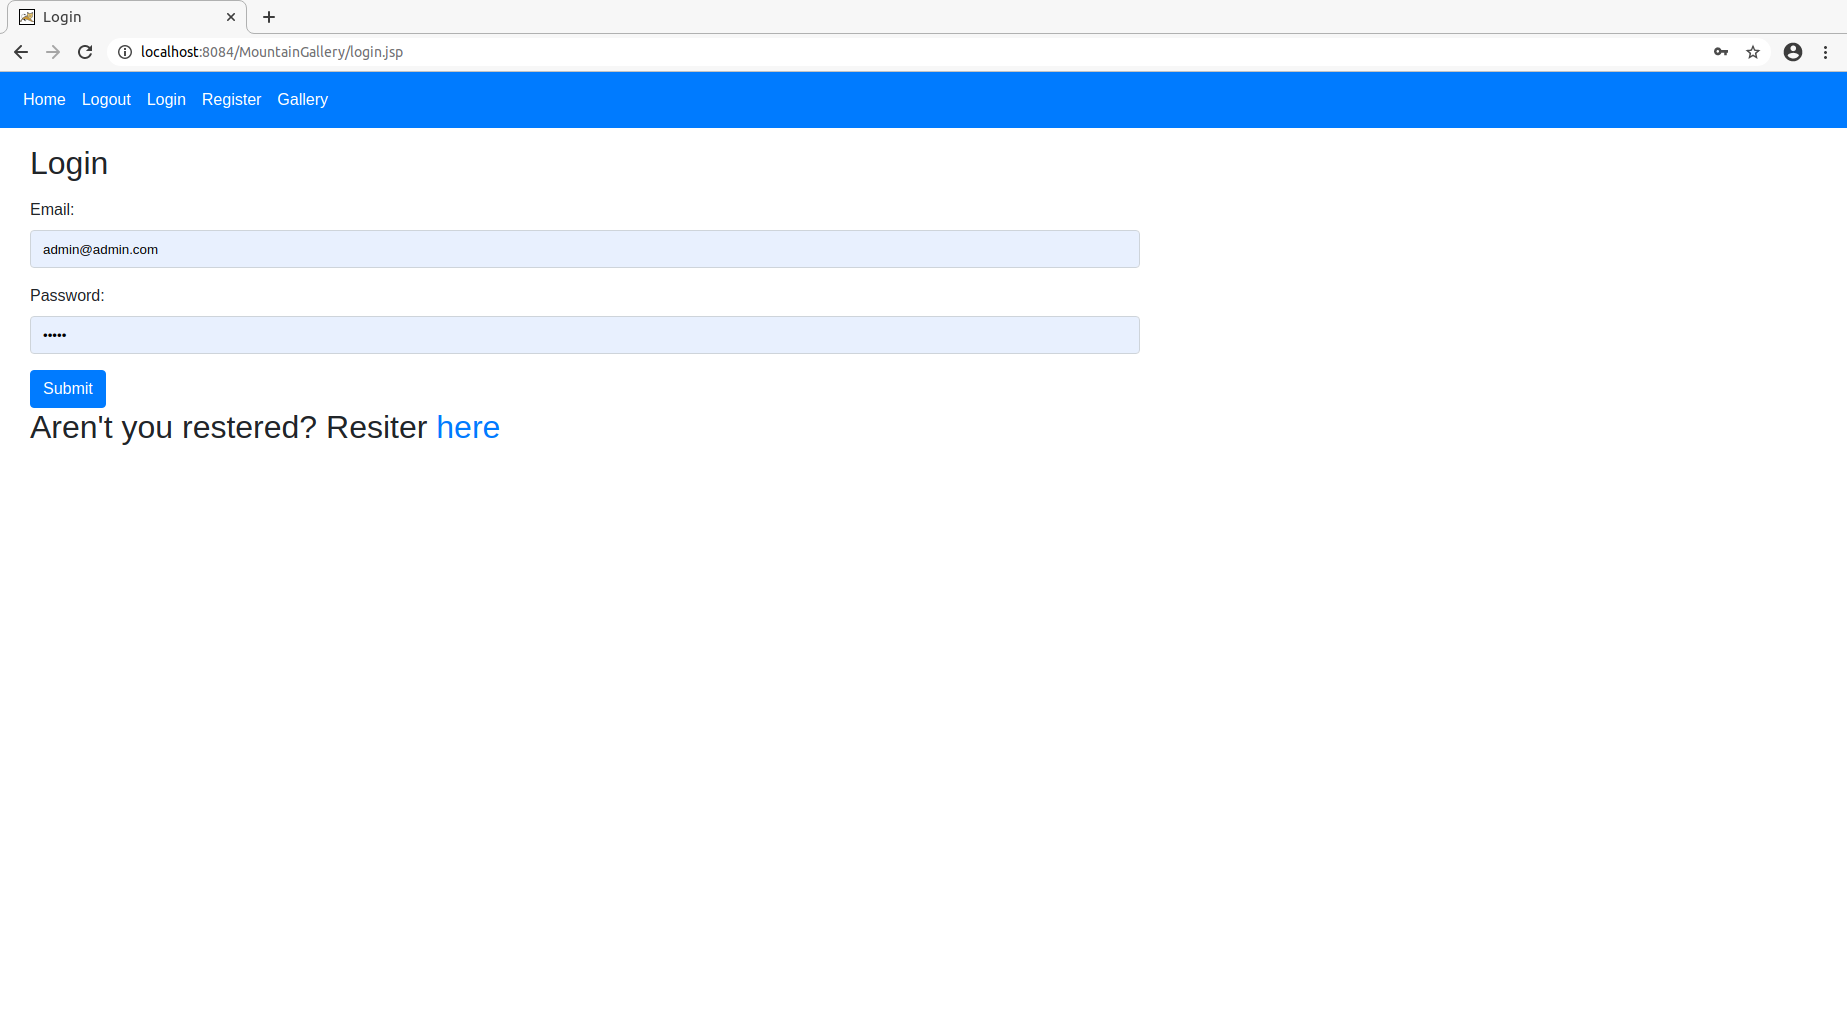 Login
localhost:8084/MountainGallery/login.jsp
Home Logout Login Register Gallery
Login
Email:
admin@admin.com
Password:
•••••
Submit
Aren't you restered? Resiter here